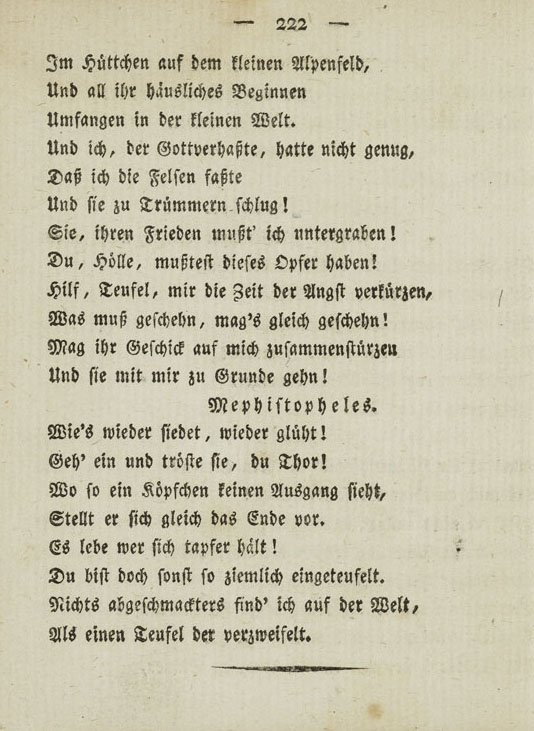 — 222 —
Im Hüttchen auf dem kleinen Alpenfeld,
Und all ihr häusliches Beginnen
Umfangen in der kleinen Welt.
Und ich, der Gottverhaßte, hatte nicht genug,
Daß ich die Felsen faßte
Und sie zu Trümmern schlug!
Sie, ihren Frieden mußt' ich untergraben!
Du, Hölle, mußtest dieses Opfer haben!
Hilf, Teufel, mir die Zeit der Angst verkürzen,
Was muß geschehn, mag's gleich geschehn!
Mag ihr Geschick auf mich zusammenstürzen
Und sie mit mir zu Grunde gehn!
Mephistopheles.
Wie's wieder siedet, wieder glüht!
Geh' ein und tröste sie, du Thor!
Wo so ein Köpfchen keinen Ausgang sieht,
Stellt er sich gleich das Ende vor.
Es lebe wer sich tapfer hält!
Du bist doch sonst so ziemlich eingeteufelt.
Nichts abgeschmackters find' ich auf der Welt,
Als einen Teufel der verzweifelt.